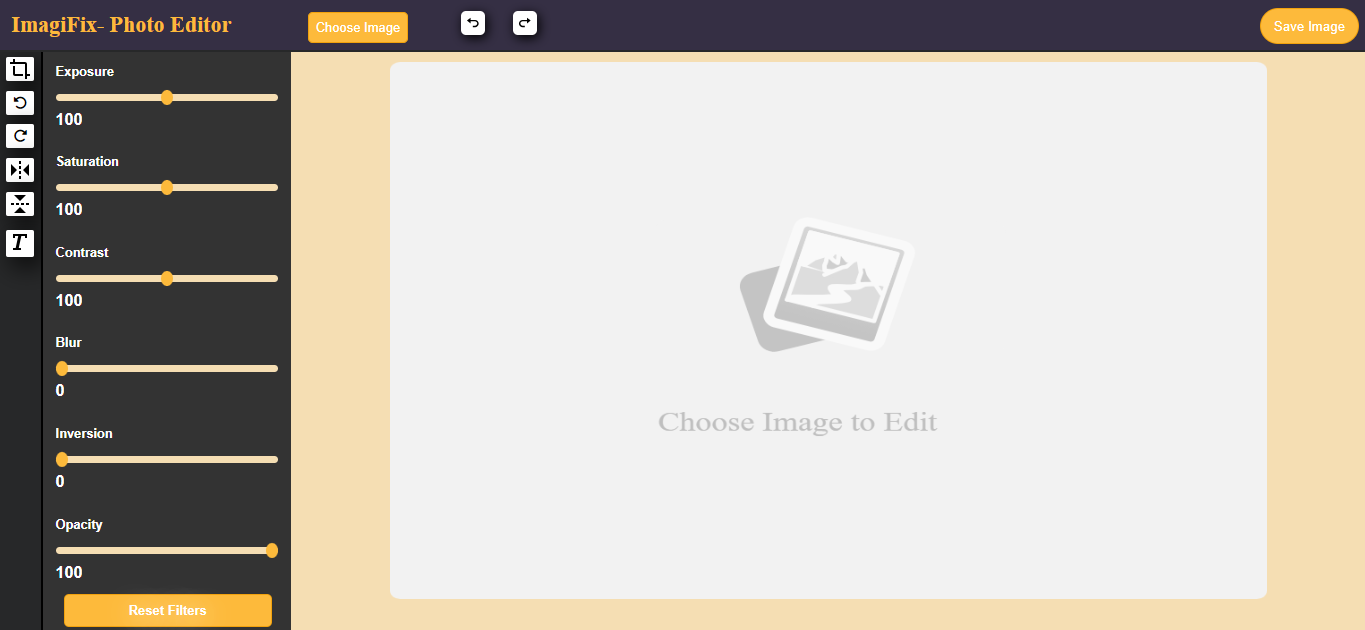 ImagiFix- Photo Editor
Choose Image
Save Image
Exposure
100
Saturation
100
Contrast
100
Blur
0
Inversion
0
Opacity
100
Reset Filters
T
Choose Image to Edit